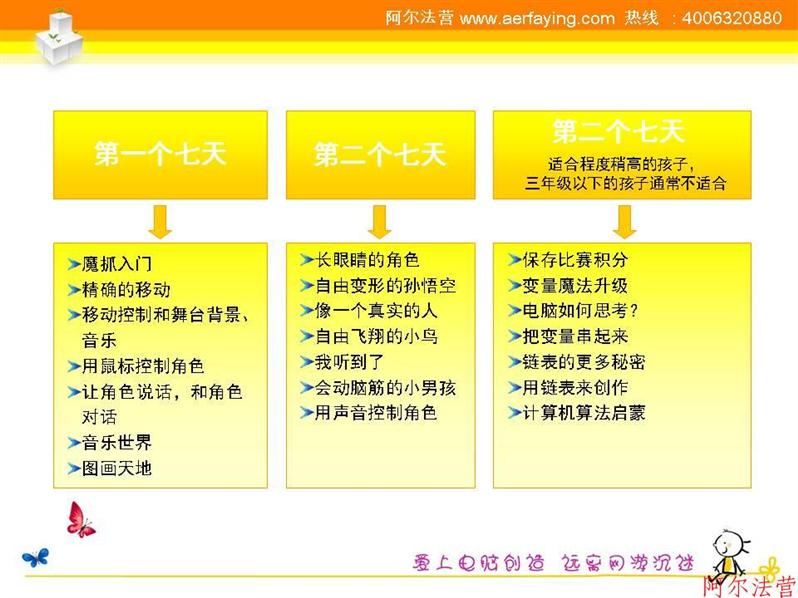 阿尔法营 www.aerfaying.com 热线 ：4006320880
第一个七天
魔抓入门
精确的移动
移动控制和舞台背景、
音乐
用鼠标控制角色
让角色说话，和角色
对话
音乐世界
图画天地
第二个七天
长眼睛的角色
自由变形的孙悟空
像一个真实的人
自由飞翔的小鸟
我听到了
会动脑筋的小男孩
用声音控制角色
第二个七天
适合程度稍高的孩子，
三年级以下的孩子通常不适合
保存比赛积分
变量魔法升级
电脑如何思考？
把变量串起来
链表的更多秘密
用链表来创作
计算机算法启蒙
爱上电脑创造 远离网游沉迷
阿尔法营